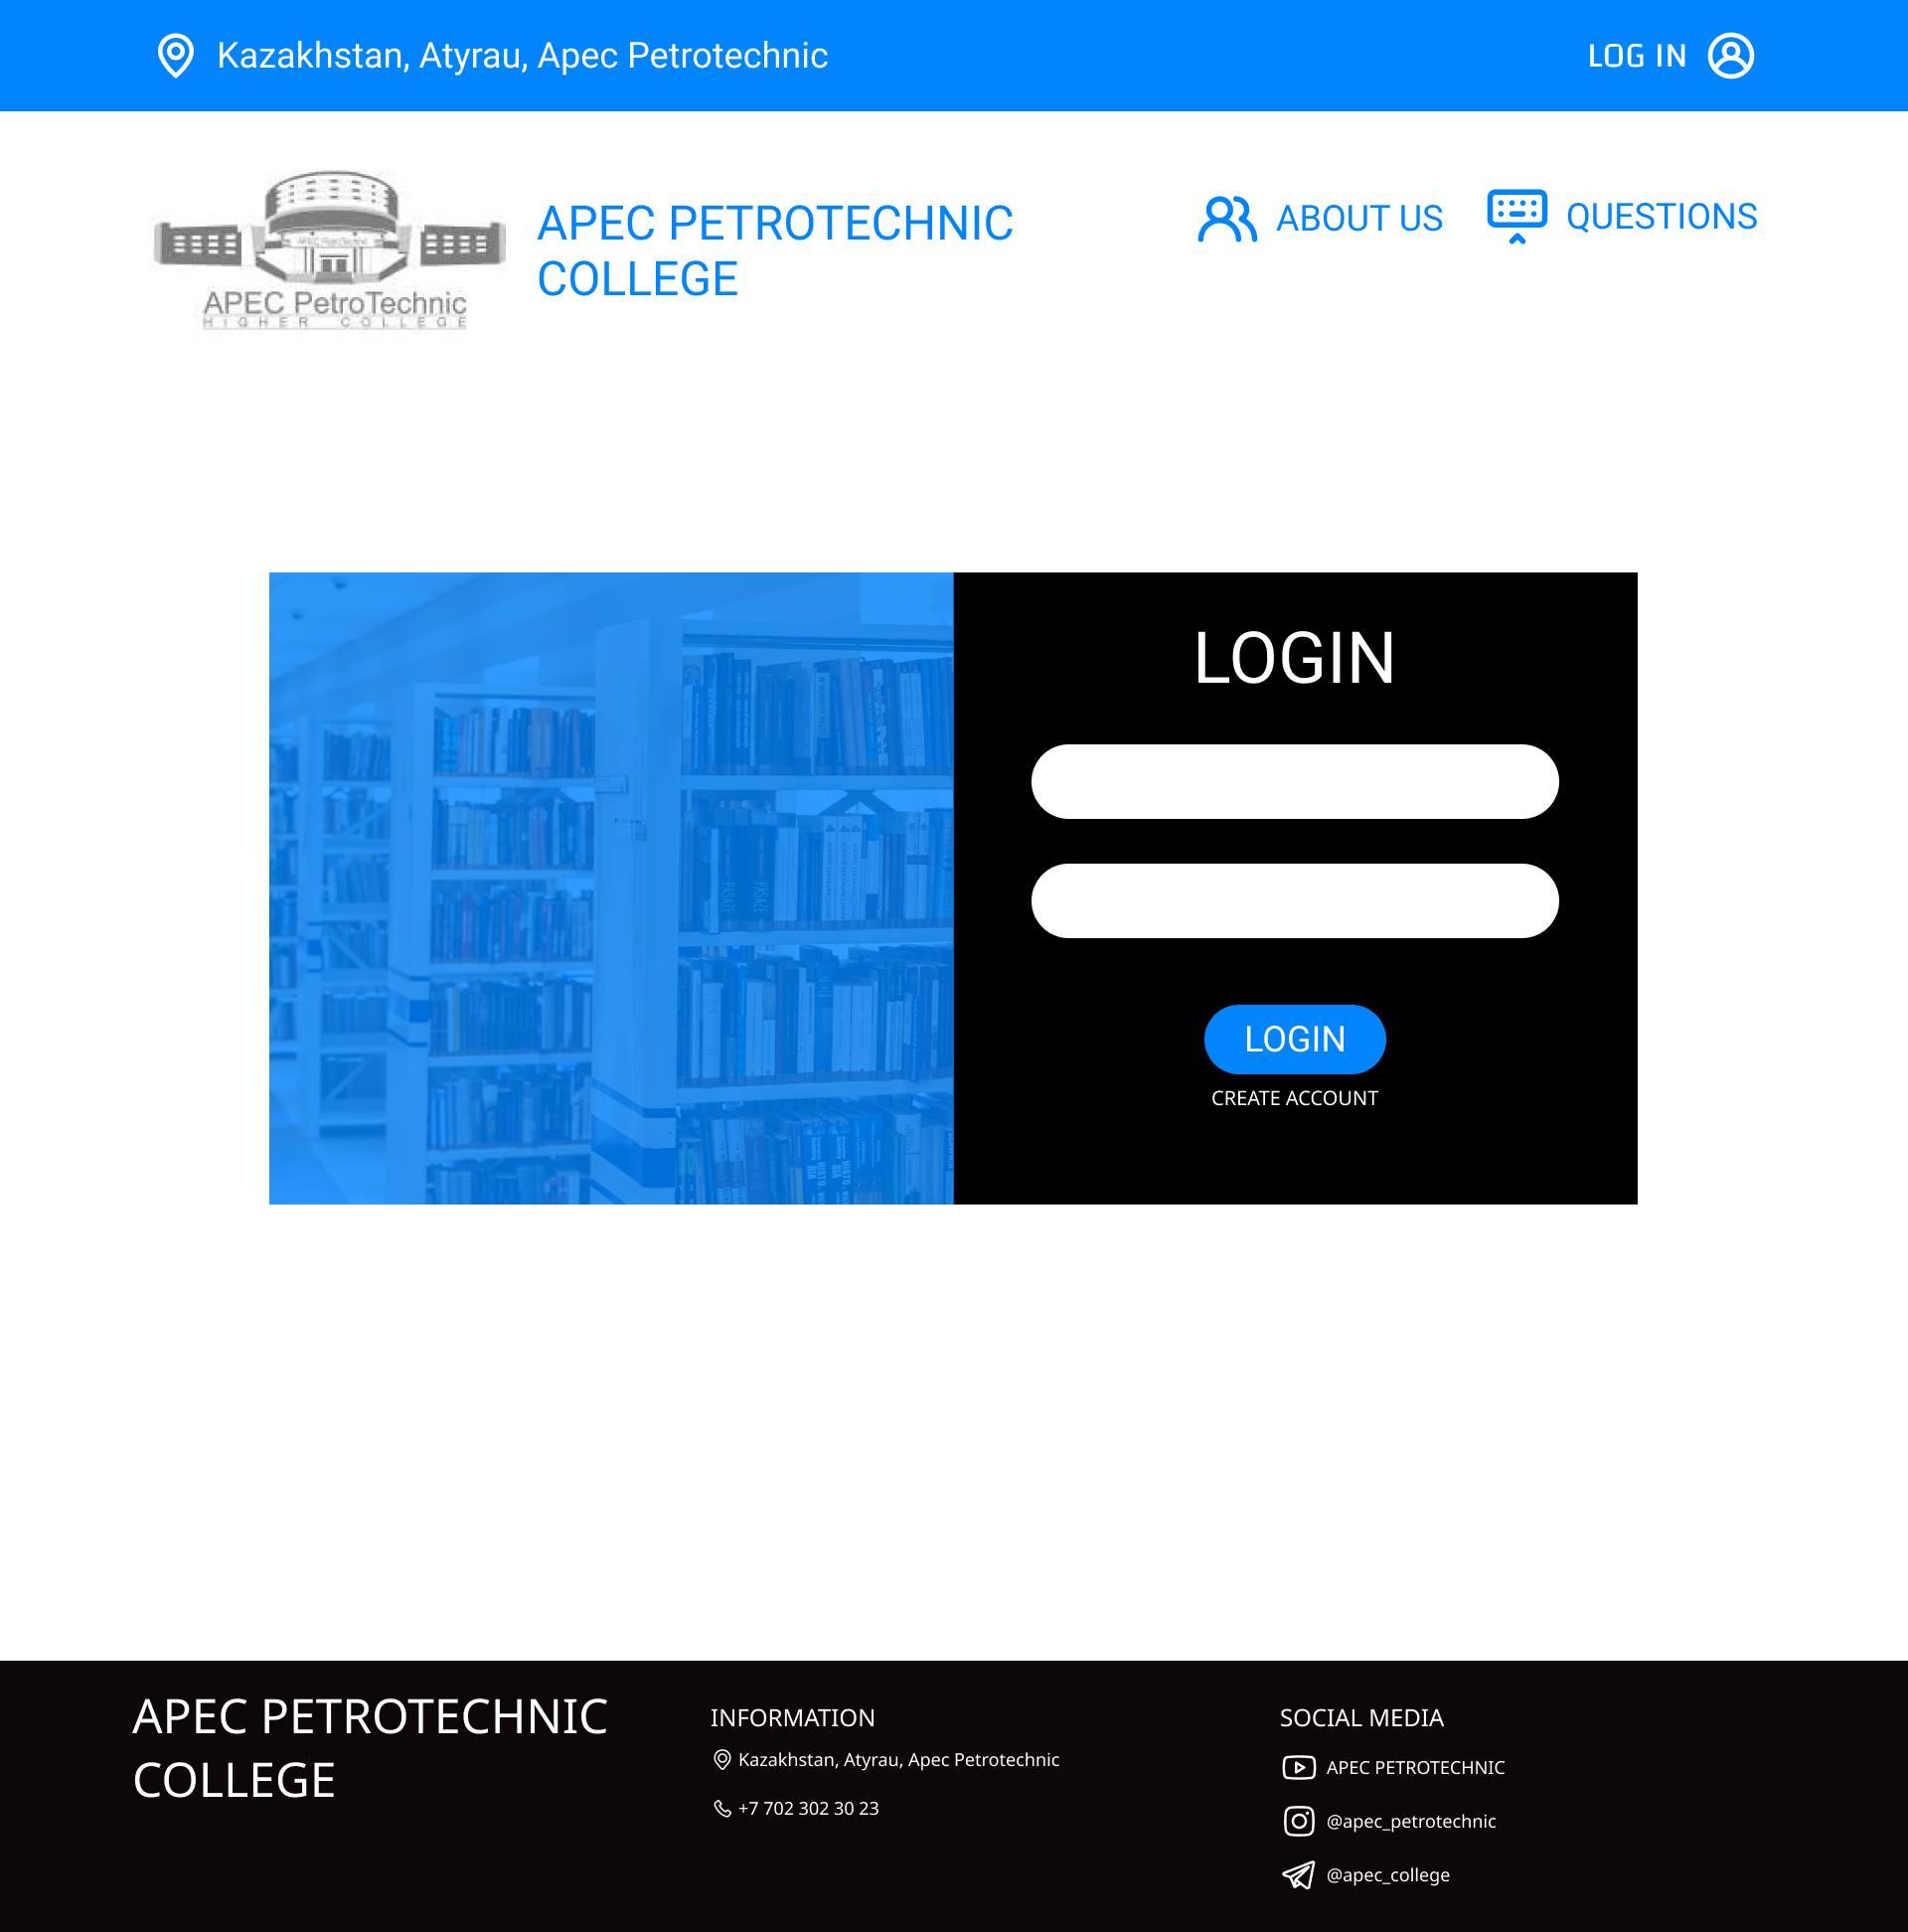 Kazakhstan, Atyrau, Apec Petrotechnic
LOG IN
APEC PetroTechnic
HIGHER COLLEGE
APEC PETROTECHNIC
COLLEGE
ABOUT US
QUESTIONS
LOGIN
LOGIN
CREATE ACCOUNT
APEC PETROTECHNIC
COLLEGE
INFORMATION
Kazakhstan, Atyrau, Apec Petrotechnic
+7 702 302 30 23
SOCIAL MEDIA
APEC PETROTECHNIC
@apec_petrotechnic
@apec_college